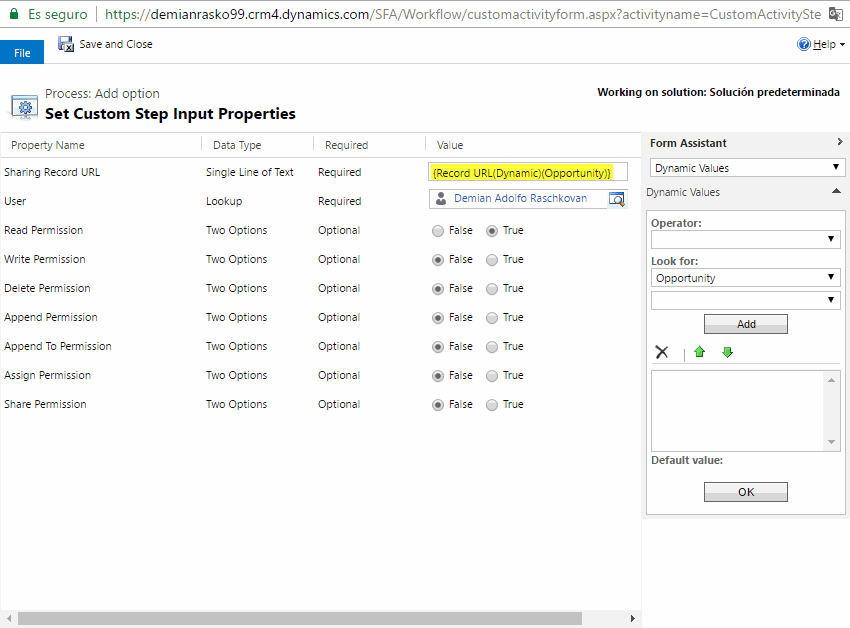 Es seguro https://demianrasko99.crm4.dynamics.com/SFA/Workflow/customactivityform.aspx?activityname=CustomActivitySte
File Save and Close Help
Process: Add option
Set Custom Step Input Properties
Working on solution: Solución predeterminada
Property Name Data Type Required Value
Sharing Record URL Single Line of Text Required {Record URL(Dynamic)(Opportunity)}
User Lookup Required Demian Adolfo Raschkovan
Read Permission Two Options Optional False True
Write Permission Two Options Optional False True
Delete Permission Two Options Optional False True
Append Permission Two Options Optional False True
Append To Permission Two Options Optional False True
Assign Permission Two Options Optional False True
Share Permission Two Options Optional False True
Form Assistant
Dynamic Values
Dynamic Values
Operator:
Look for:
Opportunity
Add
Default value:
OK